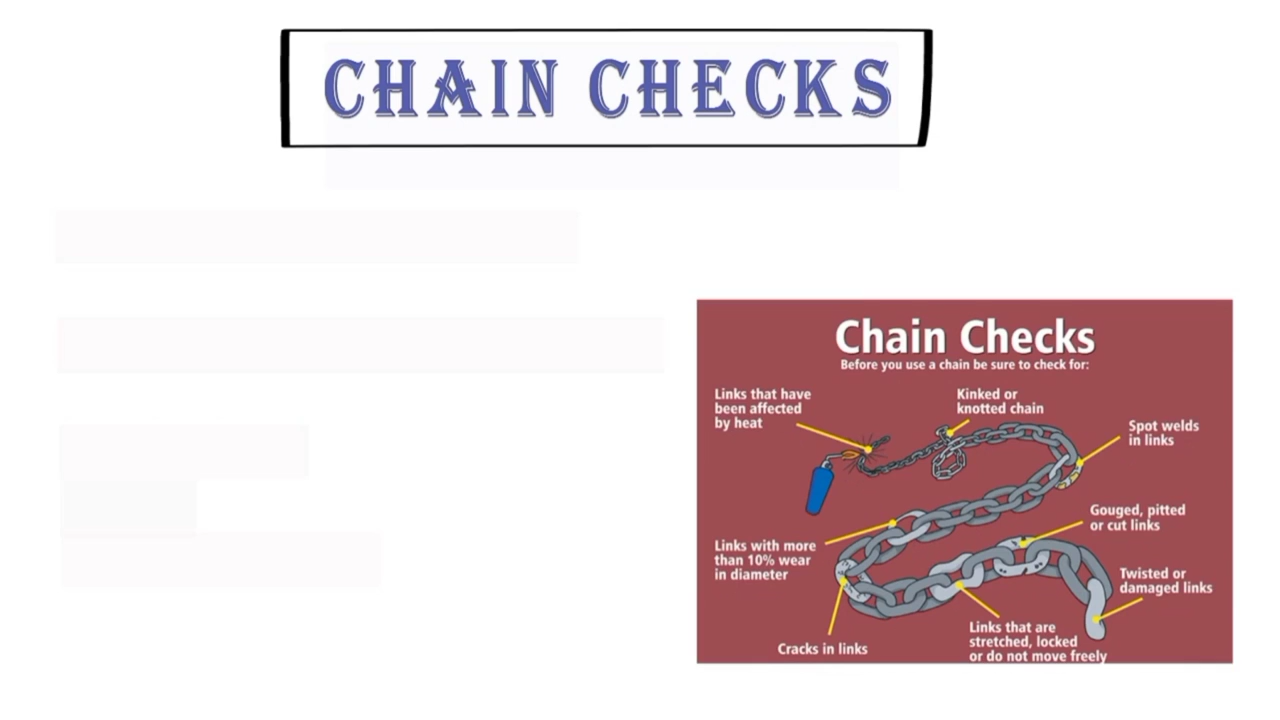 CHAIN CHECKS
Chain Checks
Before you use a chain be sure to check for:
Links that have
been affected
by heat
Kinked or
knotted chain
Spot welds
in links
Gouged, pitted
or cut links
Links with more
than 10% wear
in diameter
Twisted or
damaged links
Links that are
stretched, locked
or do not move freely
Cracks in links